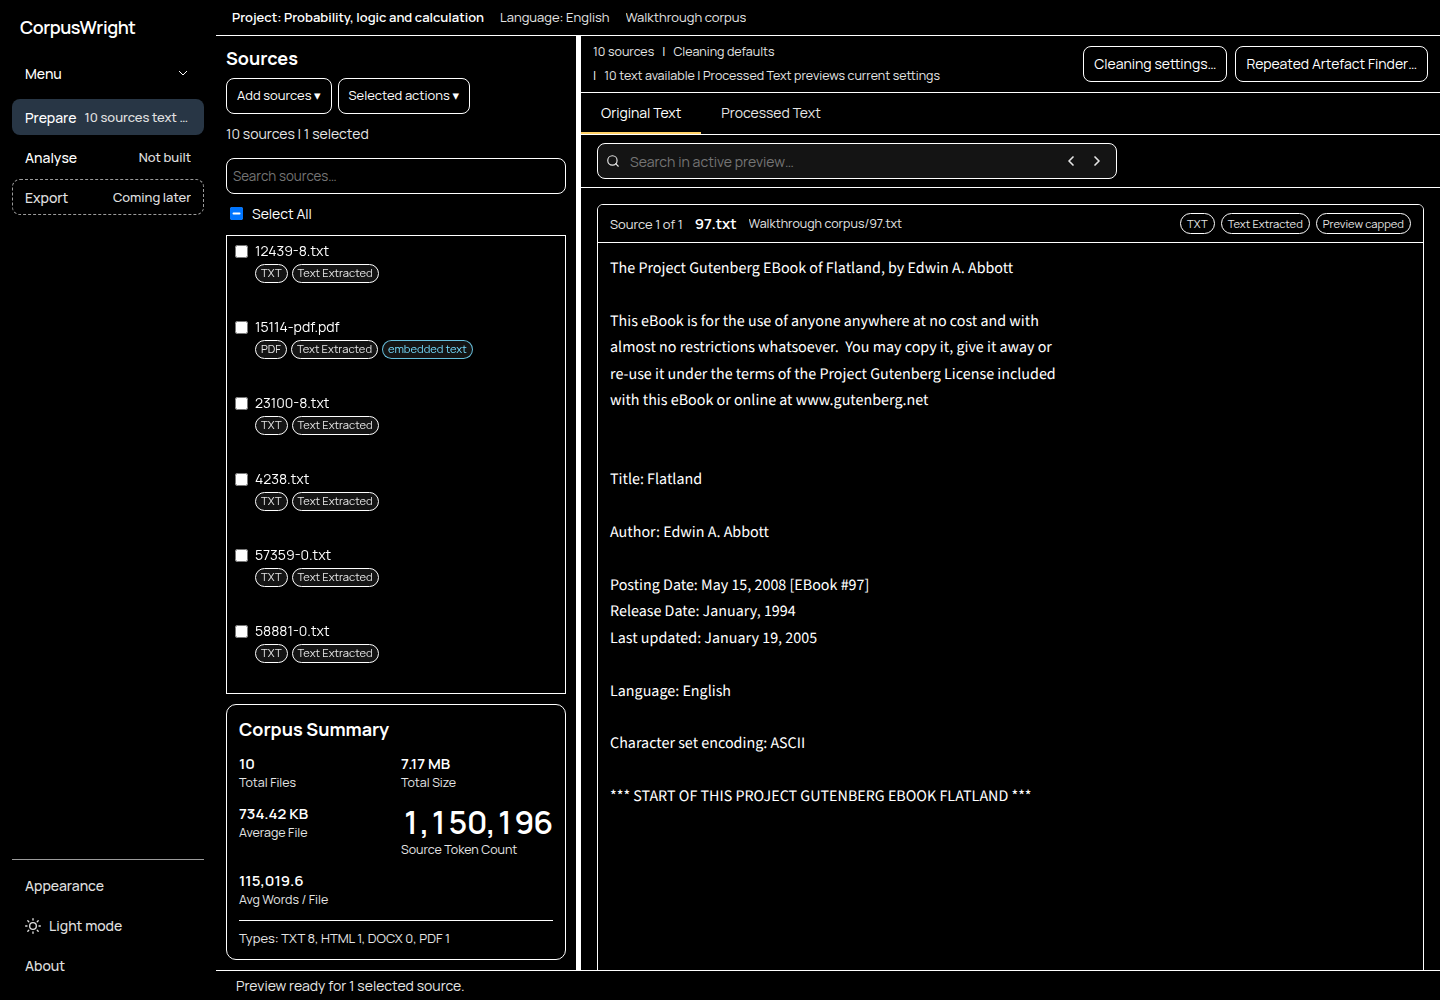 CorpusWright
Menu
Prepare 10 sources text ...
Analyse Not built
Export Coming later
Appearance
Light mode
About
Project: Probability, logic and calculation Language: English Walkthrough corpus
Sources
Add sources ▾ Selected actions ▾
10 sources | 1 selected
Search sources...
Select All
12439-8.txt
TXT Text Extracted
15114-pdf.pdf
PDF Text Extracted embedded text
23100-8.txt
TXT Text Extracted
4238.txt
TXT Text Extracted
57359-0.txt
TXT Text Extracted
58881-0.txt
TXT Text Extracted
Corpus Summary
10 7.17 MB
Total Files Total Size
734.42 KB 1,150,196
Average File Source Token Count
115,019.6
Avg Words / File
Types: TXT 8, HTML 1, DOCX 0, PDF 1
10 sources | Cleaning defaults
| 10 text available | Processed Text previews current settings
Cleaning settings... Repeated Artefact Finder...
Original Text Processed Text
Search in active preview...
Source 1 of 1 97.txt Walkthrough corpus/97.txt TXT Text Extracted Preview capped
The Project Gutenberg EBook of Flatland, by Edwin A. Abbott
This eBook is for the use of anyone anywhere at no cost and with
almost no restrictions whatsoever.  You may copy it, give it away or
re-use it under the terms of the Project Gutenberg License included
with this eBook or online at www.gutenberg.net
Title: Flatland
Author: Edwin A. Abbott
Posting Date: May 15, 2008 [EBook #97]
Release Date: January, 1994
Last updated: January 19, 2005
Language: English
Character set encoding: ASCII
*** START OF THIS PROJECT GUTENBERG EBOOK FLATLAND ***
Preview ready for 1 selected source.